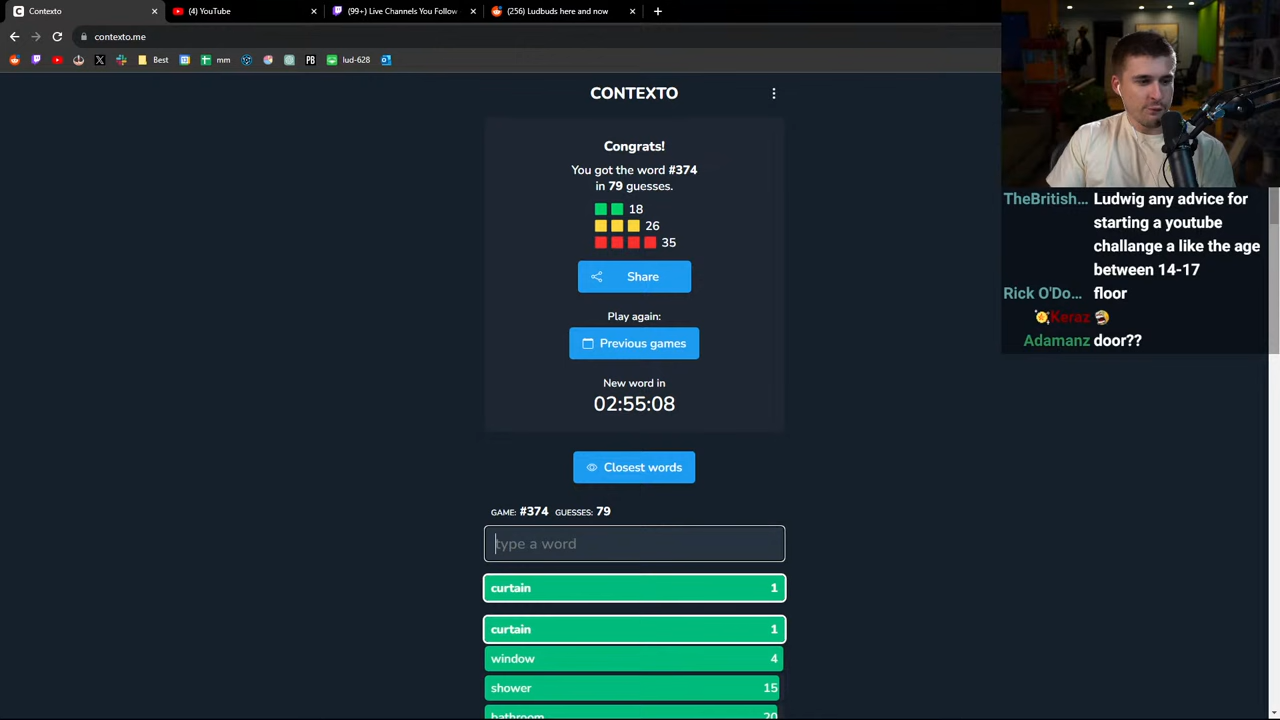 Contexto
(4) YouTube
(99+) Live Channels You Follow
(256) Ludbuds here and now
contexto.me
Best
mm
PB
lud-628
CONTEXTO
Congrats!
You got the word #374
in 79 guesses.
18
26
35
Share
Play again:
Previous games
New word in
02:55:08
Closest words
GAME: #374 GUESSES: 79
type a word
curtain 1
curtain 1
window 4
shower 15
bathroom 20
TheBritish… Ludwig any advice for
starting a youtube
challange a like the age
between 14-17
Rick O'Do… floor
Keraz
Adamanz door??